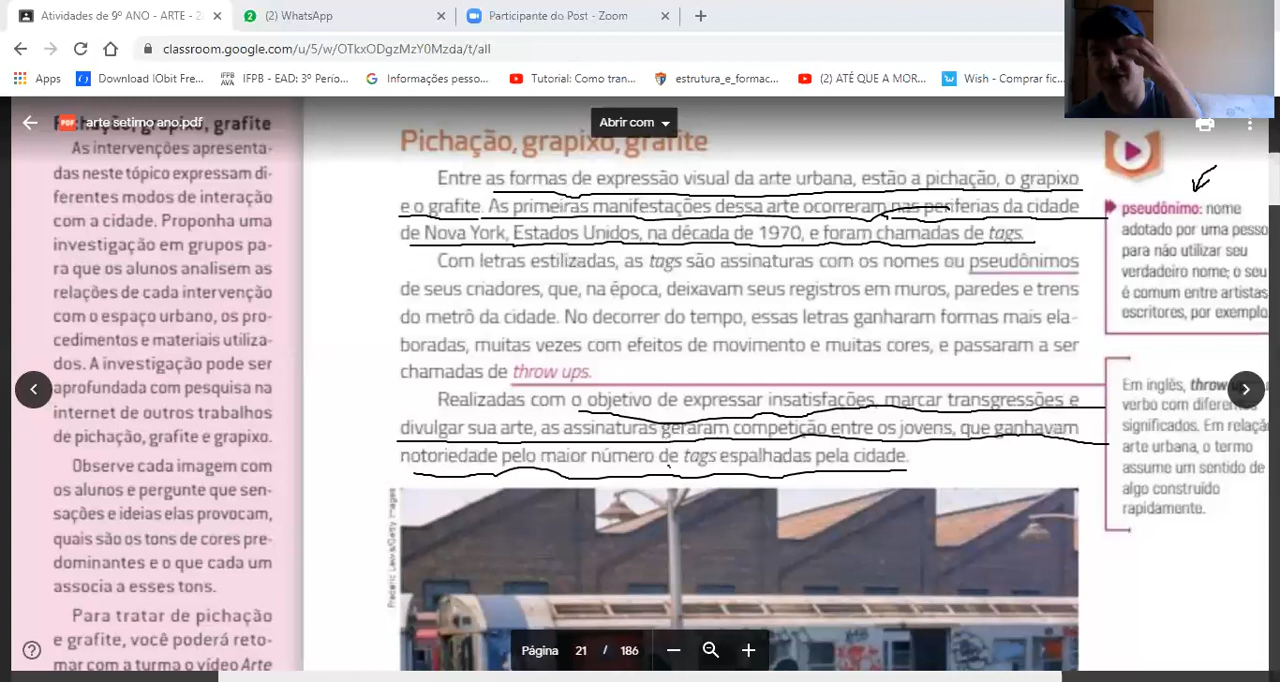 Atividades de 9º ANO - ARTE - 2
(2) WhatsApp
Participante do Post - Zoom
classroom.google.com/u/5/w/OTkxODgzMzY0Mzda/t/all
Apps
Download IObit Fre...
IFPB - EAD: 3º Perío...
Informações pesso...
Tutorial: Como tran...
estrutura_e_formac...
(2) ATÉ QUE A MOR...
Wish - Comprar fic...
arte setimo ano.pdf
Abrir com
Pichação, grapixo, grafite
As intervenções apresenta-
das neste tópico expressam di-
ferentes modos de interação
com a cidade. Proponha uma
investigação em grupos pa-
ra que os alunos analisem as
relações de cada intervenção
com o espaço urbano, os pro-
cedimentos e materiais utiliza-
dos. A investigação pode ser
aprofundada com pesquisa na
internet de outros trabalhos
de pichação, grafite e grapixo.
Observe cada imagem com
os alunos e pergunte que sen-
sações e ideias elas provocam,
quais são os tons de cores pre-
dominantes e o que cada um
associa a esses tons.
Para tratar de pichação
e grafite, você poderá reto-
mar com a turma o vídeo Arte
Pichação, grapixo, grafite
Entre as formas de expressão visual da arte urbana, estão a pichação, o grapixo
e o grafite. As primeiras manifestações dessa arte ocorreram nas periferias da cidade
de Nova York, Estados Unidos, na década de 1970, e foram chamadas de tags.
Com letras estilizadas, as tags são assinaturas com os nomes ou pseudônimos
de seus criadores, que, na época, deixavam seus registros em muros, paredes e trens
do metrô da cidade. No decorrer do tempo, essas letras ganharam formas mais ela-
boradas, muitas vezes com efeitos de movimento e muitas cores, e passaram a ser
chamadas de throw ups.
Realizadas com o objetivo de expressar insatisfações, marcar transgressões e
divulgar sua arte, as assinaturas geraram competição entre os jovens, que ganhavam
notoriedade pelo maior número de tags espalhadas pela cidade.
pseudônimo: nome
adotado por uma pesso
para não utilizar seu
verdadeiro nome; o seu
é comum entre artistas
escritores, por exemplo
Em inglês, throw
verbo com diferen
significados. Em relaçã
arte urbana, o termo
assume um sentido de
algo construído
rapidamente.
Frederic Lewis/Getty Images
Página 21 / 186